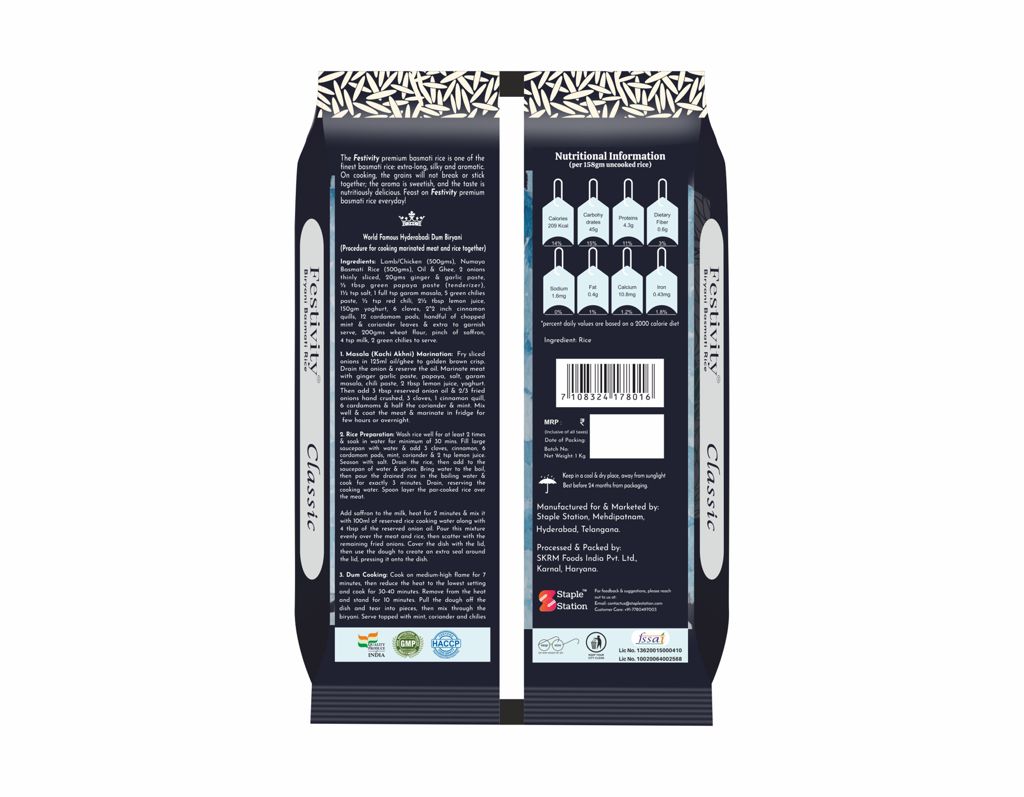 The Festivity premium basmati rice is one of the
finest basmati rice: extra-long, silky and aromatic.
On cooking, the grains will not break or stick
together; the aroma is sweetish, and the taste is
nutritiously delicious. Feast on Festivity premium
basmati rice everyday!
World Famous Hyderabadi Dum Biryani
(Procedure for cooking marinated meat and rice together)
Ingredients: Lamb/Chicken (500gms), Numaya
Basmati Rice (500gms), Oil & Ghee, 2 onions
thinly sliced, 20gms ginger & garlic paste,
½ tbsp green papaya paste (tenderizer),
1½ tsp salt, 1 full tsp garam masala, 5 green chilies
paste, ½ tsp red chili, 2½ tbsp lemon juice,
150gm yoghurt, 6 cloves, 2"2 inch cinnamon
quills, 12 cardamom pods, handful of chopped
mint & coriander leaves & extra to garnish
serve, 200gms wheat flour, pinch of saffron,
4 tsp milk, 2 green chilies to serve.
1. Masala (Kachi Akhni) Marination: Fry sliced
onions in 125ml oil/ghee to golden brown crisp.
Drain the onion & reserve the oil. Marinate meat
with ginger garlic paste, papaya, salt, garam
masala, chili paste, 2 tbsp lemon juice, yoghurt.
Then add 3 tbsp reserved onion oil & 2/3 fried
onions hand crushed, 3 cloves, 1 cinnamon quill,
6 cardamoms & half the coriander & mint. Mix
well & coat the meat & marinate in fridge for
few hours or overnight.
2. Rice Preparation: Wash rice well for at least 2 times
& soak in water for minimum of 30 mins. Fill large
saucepan with water & add 3 cloves, cinnamon, 6
cardamom pods, mint, coriander & 2 tsp lemon juice.
Season with salt. Drain the rice, then add to the
saucepan of water & spices. Bring water to the boil,
then pour the drained rice in the boiling water &
cook for exactly 3 minutes. Drain, reserving the
cooking water. Spoon layer the par-cooked rice over
the meat.
Add saffron to the milk, heat for 2 minutes & mix it
with 100ml of reserved rice cooking water along with
4 tbsp of the reserved onion oil. Pour this mixture
evenly over the meat and rice, then scatter with the
remaining fried onions. Cover the dish with the lid,
then use the dough to create an extra seal around
the lid, pressing it onto the dish.
3. Dum Cooking: Cook on medium-high flame for 7
minutes, then reduce the heat to the lowest setting
and cook for 30-40 minutes. Remove from the heat
and stand for 10 minutes. Pull the dough off the
dish and tear into pieces, then mix through the
biryani. Serve topped with mint, coriander and chilies
QUALITY
PRODUCE
INDIA
GMP
HACCP
Festivity®
Biryani Basmati Rice
Classic
Nutritional Information
(per 158gm uncooked rice)
Calories
209 Kcal
14%
Carbohy
drates
45g
15%
Proteins
4.3g
11%
Dietary
Fiber
0.6g
3%
Sodium
1.6mg
0%
Fat
0.4g
1%
Calcium
10.8mg
1.2%
Iron
0.43mg
1.8%
*percent daily values are based on a 2000 calorie diet
Ingredient: Rice
7 108324 178016
MRP : ₹
(Inclusive of all taxes)
Date of Packing:
Batch No.
Net Weight: 1 Kg
Keep in a cool & dry place, away from sunlight
Best before 24 months from packaging.
Manufactured for & Marketed by:
Staple Station, Mehdipatnam,
Hyderabad, Telangana.
Processed & Packed by:
SKRM Foods India Pvt. Ltd.,
Karnal, Haryana.
Staple™
Station
For feedback & suggestions, please reach
out to us at:
Email: contactus@staplestation.com
Customer Care: +91-7780491003
KEEP YOUR
CITY CLEAN
fssai
Lic No. 13620015000410
Lic No. 10020064002568
Festivity®
Biryani Basmati Rice
Classic